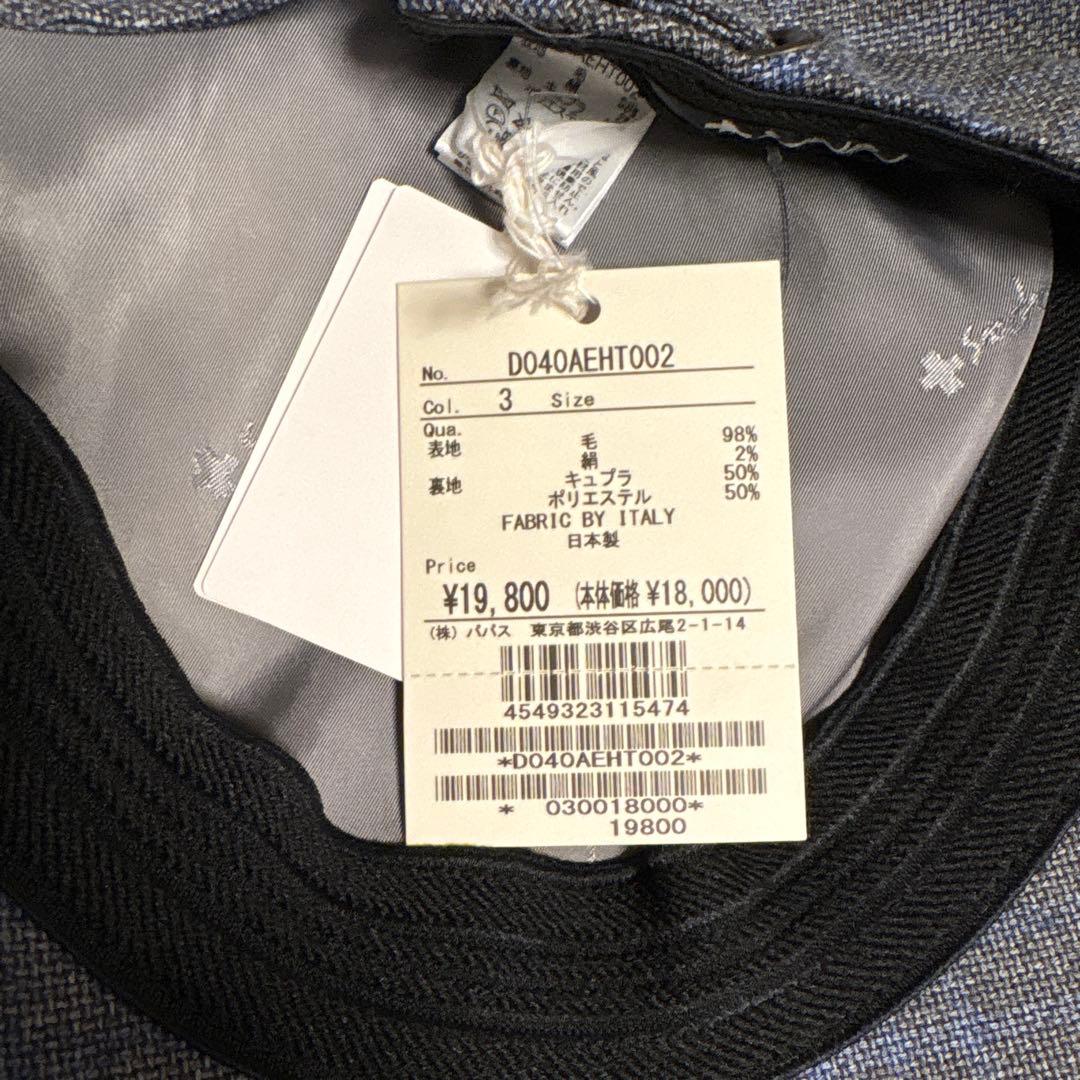 AEHT002
No. D040AEHT002
Col. 3 Size
Qua.
表地 毛 98%
絹 2%
裏地 キュプラ 50%
ポリエステル 50%
FABRIC BY ITALY
日本製
Price
¥19,800 (本体価格 ¥18,000)
(株) パパス 東京都渋谷区広尾2-1-14
4549323115474
*D040AEHT002*
* 030018000*
19800